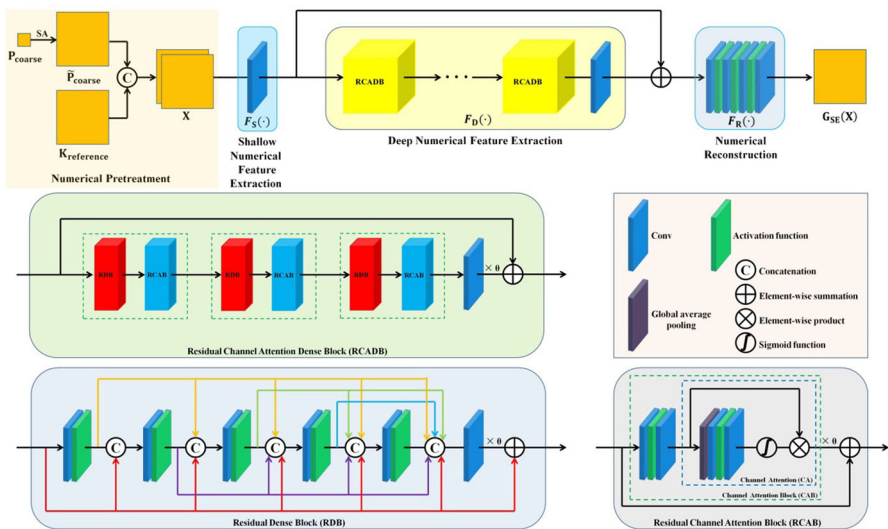 SA
P_coarse
P̃_coarse
C
K_reference
X
Numerical Pretreatment
F_S(·)
Shallow
Numerical
Feature
Extraction
RCADB
RCADB
F_D(·)
Deep Numerical Feature Extraction
F_R(·)
Numerical
Reconstruction
G_SE(X)
RDB
RCAB
RDB
RCAB
RDB
RCAB
× θ
Residual Channel Attention Dense Block (RCADB)
Conv
Activation function
Global average
pooling
C
Concatenation
Element-wise summation
Element-wise product
Sigmoid function
C
C
C
C
C
× θ
Residual Dense Block (RDB)
× θ
Channel Attention (CA)
Channel Attention Block (CAB)
Residual Channel Attention Block (RCAB)